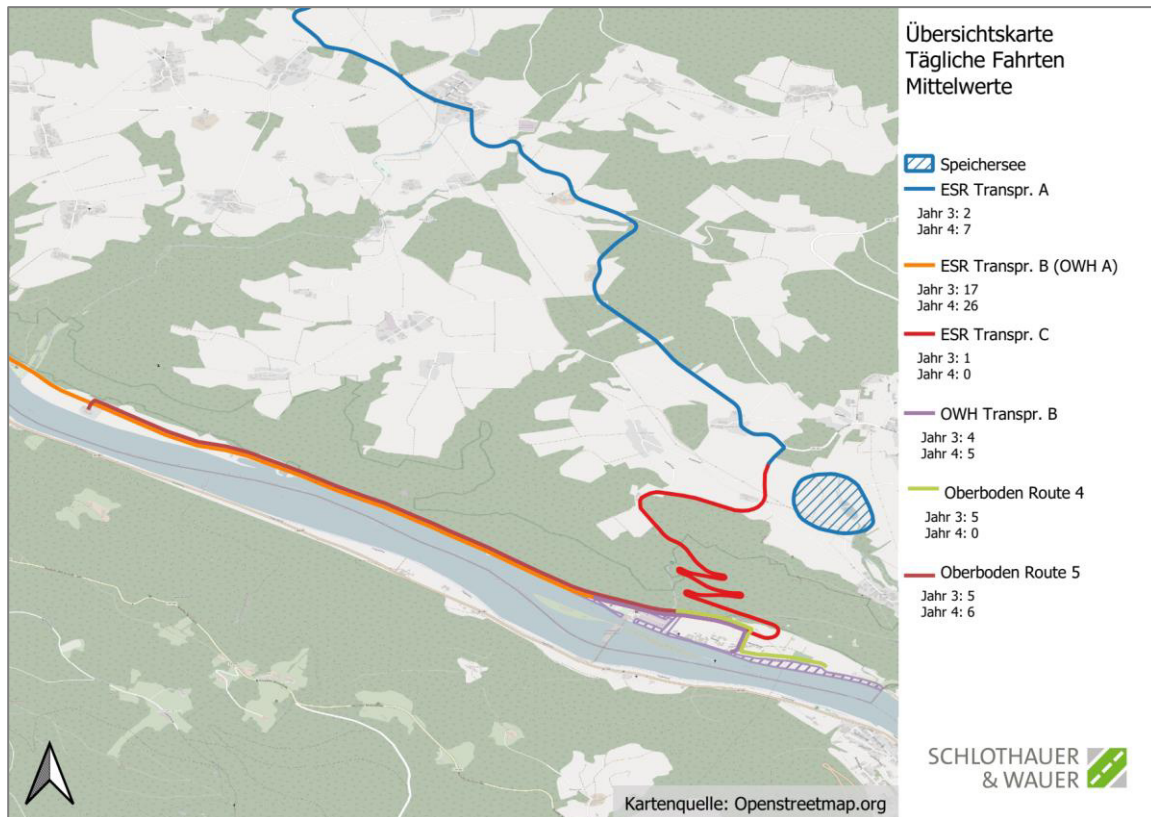 Übersichtskarte
Tägliche Fahrten
Mittelwerte
Speichersee
ESR Transpr. A
Jahr 3: 2
Jahr 4: 7
ESR Transpr. B (OWH A)
Jahr 3: 17
Jahr 4: 26
ESR Transpr. C
Jahr 3: 1
Jahr 4: 0
OWH Transpr. B
Jahr 3: 4
Jahr 4: 5
Oberboden Route 4
Jahr 3: 5
Jahr 4: 0
Oberboden Route 5
Jahr 3: 5
Jahr 4: 6
SCHLOTHAUER
& WAUER
Kartenquelle: Openstreetmap.org